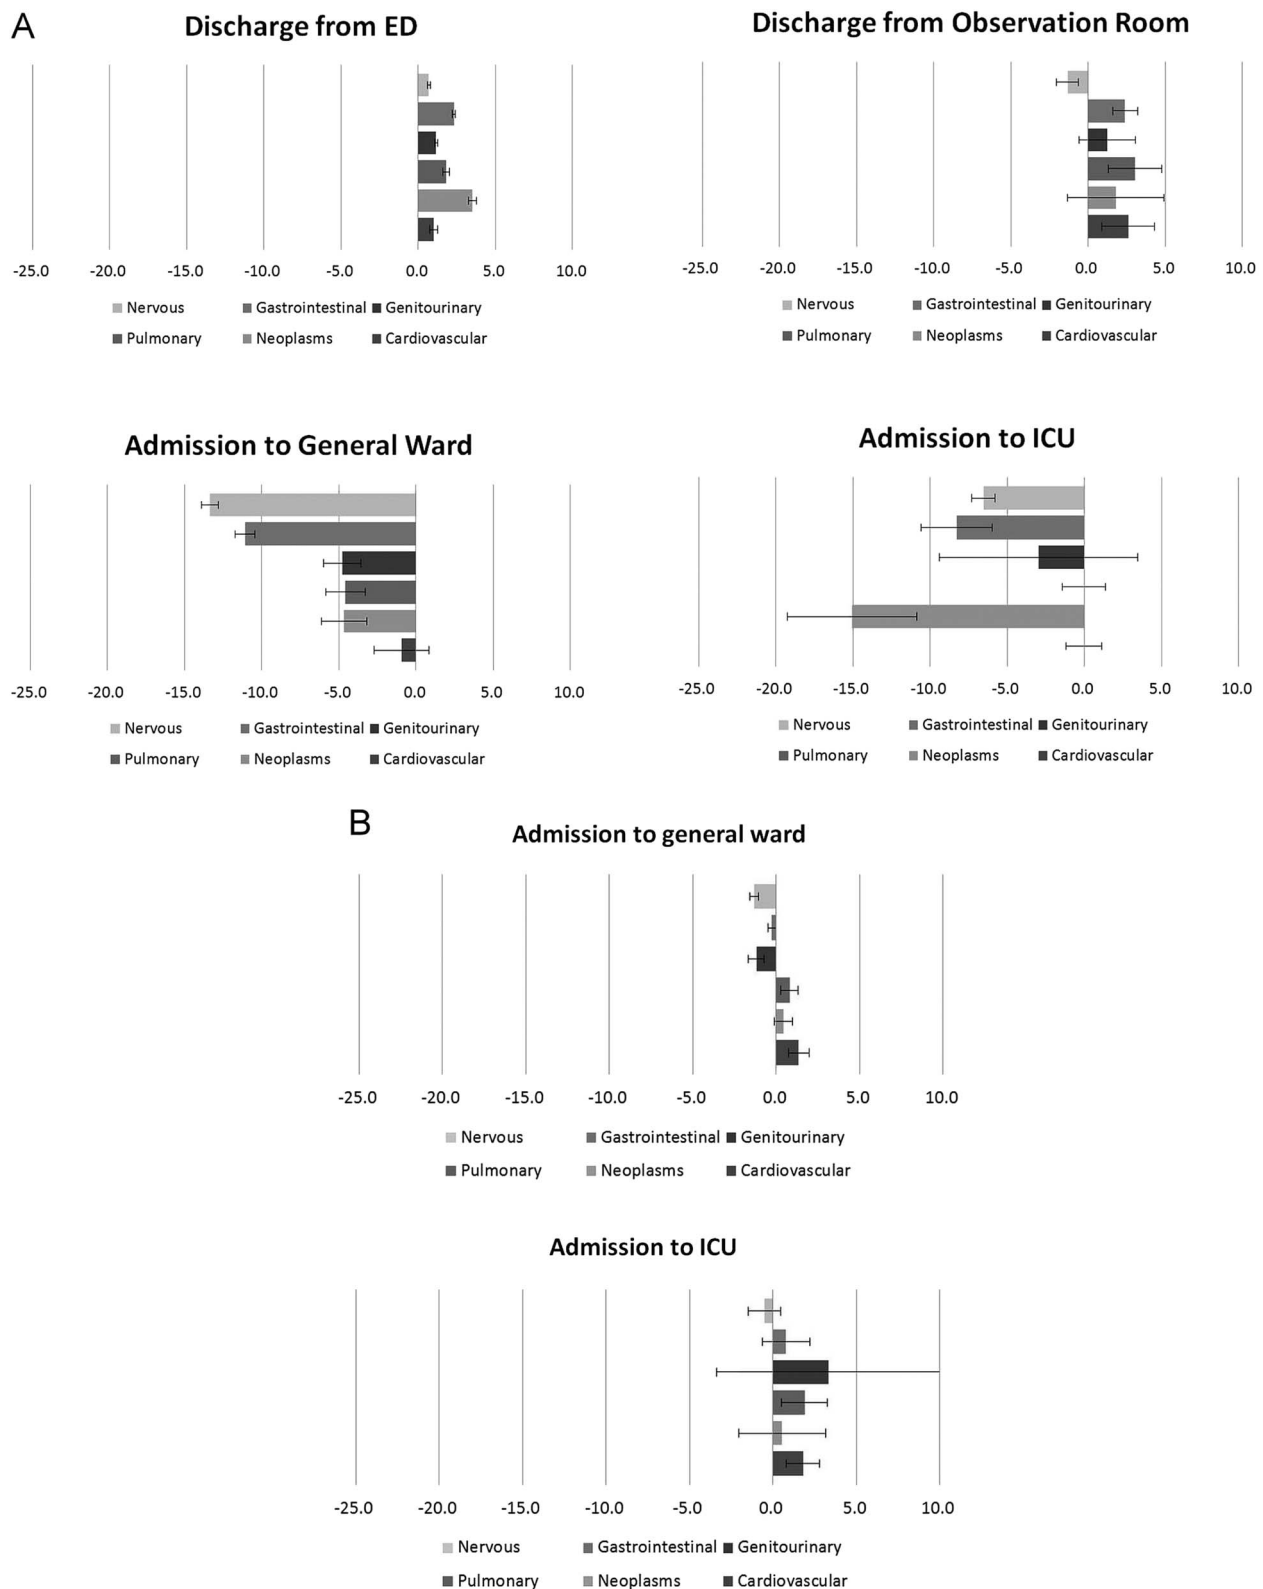 A
Discharge from ED
-25.0 -20.0 -15.0 -10.0 -5.0 0.0 5.0 10.0
Nervous Gastrointestinal Genitourinary
Pulmonary Neoplasms Cardiovascular
Discharge from Observation Room
-25.0 -20.0 -15.0 -10.0 -5.0 0.0 5.0 10.0
Nervous Gastrointestinal Genitourinary
Pulmonary Neoplasms Cardiovascular
Admission to General Ward
-25.0 -20.0 -15.0 -10.0 -5.0 0.0 5.0 10.0
Nervous Gastrointestinal Genitourinary
Pulmonary Neoplasms Cardiovascular
Admission to ICU
-25.0 -20.0 -15.0 -10.0 -5.0 0.0 5.0 10.0
Nervous Gastrointestinal Genitourinary
Pulmonary Neoplasms Cardiovascular
B
Admission to general ward
-25.0 -20.0 -15.0 -10.0 -5.0 0.0 5.0 10.0
Nervous Gastrointestinal Genitourinary
Pulmonary Neoplasms Cardiovascular
Admission to ICU
-25.0 -20.0 -15.0 -10.0 -5.0 0.0 5.0 10.0
Nervous Gastrointestinal Genitourinary
Pulmonary Neoplasms Cardiovascular